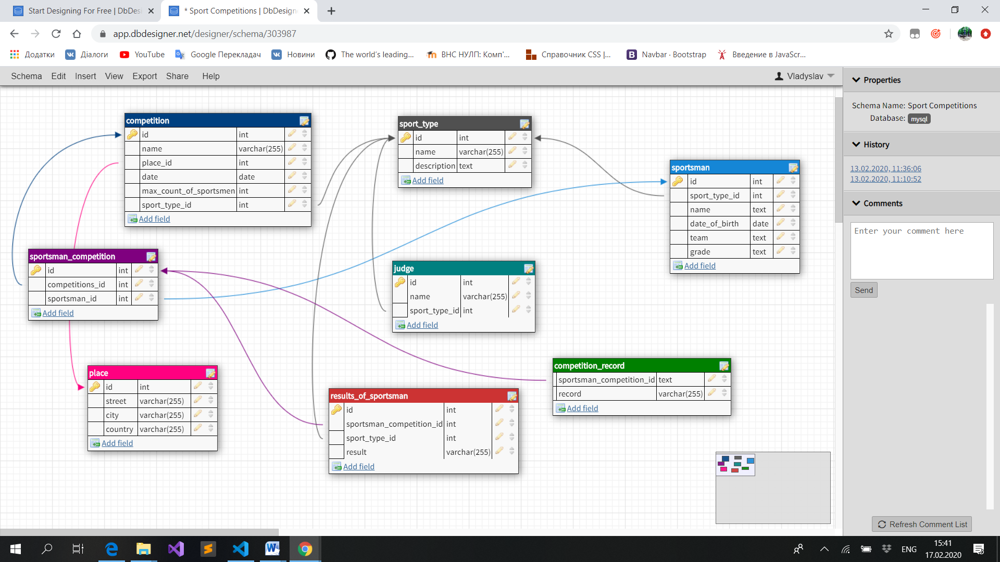 Start Designing For Free | DbDesi
* Sport Competitions | DbDesign
app.dbdesigner.net/designer/schema/303987
Додатки
Діалоги
YouTube
Google Перекладач
Новини
The world's leading...
ВНС НУЛП: Комп'...
Справочник CSS |...
Navbar · Bootstrap
Введение в JavaScr...
Schema Edit Insert View Export Share Help
Vladyslav
Properties
Schema Name: Sport Competitions
Database: mysql
History
13.02.2020, 11:36:06
13.02.2020, 11:10:52
Comments
Enter your comment here
Send
Refresh Comment List
competition
id int
name varchar(255)
place_id int
date date
max_count_of_sportsmen int
sport_type_id int
Add field
sport_type
id int
name varchar(255)
description text
Add field
sportsman
id int
sport_type_id int
name text
date_of_birth date
team text
grade text
Add field
sportsman_competition
id int
competitions_id int
sportsman_id int
Add field
judge
id int
name varchar(255)
sport_type_id int
Add field
place
id int
street varchar(255)
city varchar(255)
country varchar(255)
Add field
results_of_sportsman
id int
sportsman_competition_id int
sport_type_id int
result varchar(255)
Add field
competition_record
sportsman_competition_id text
record varchar(255)
Add field
ENG
15:41
17.02.2020